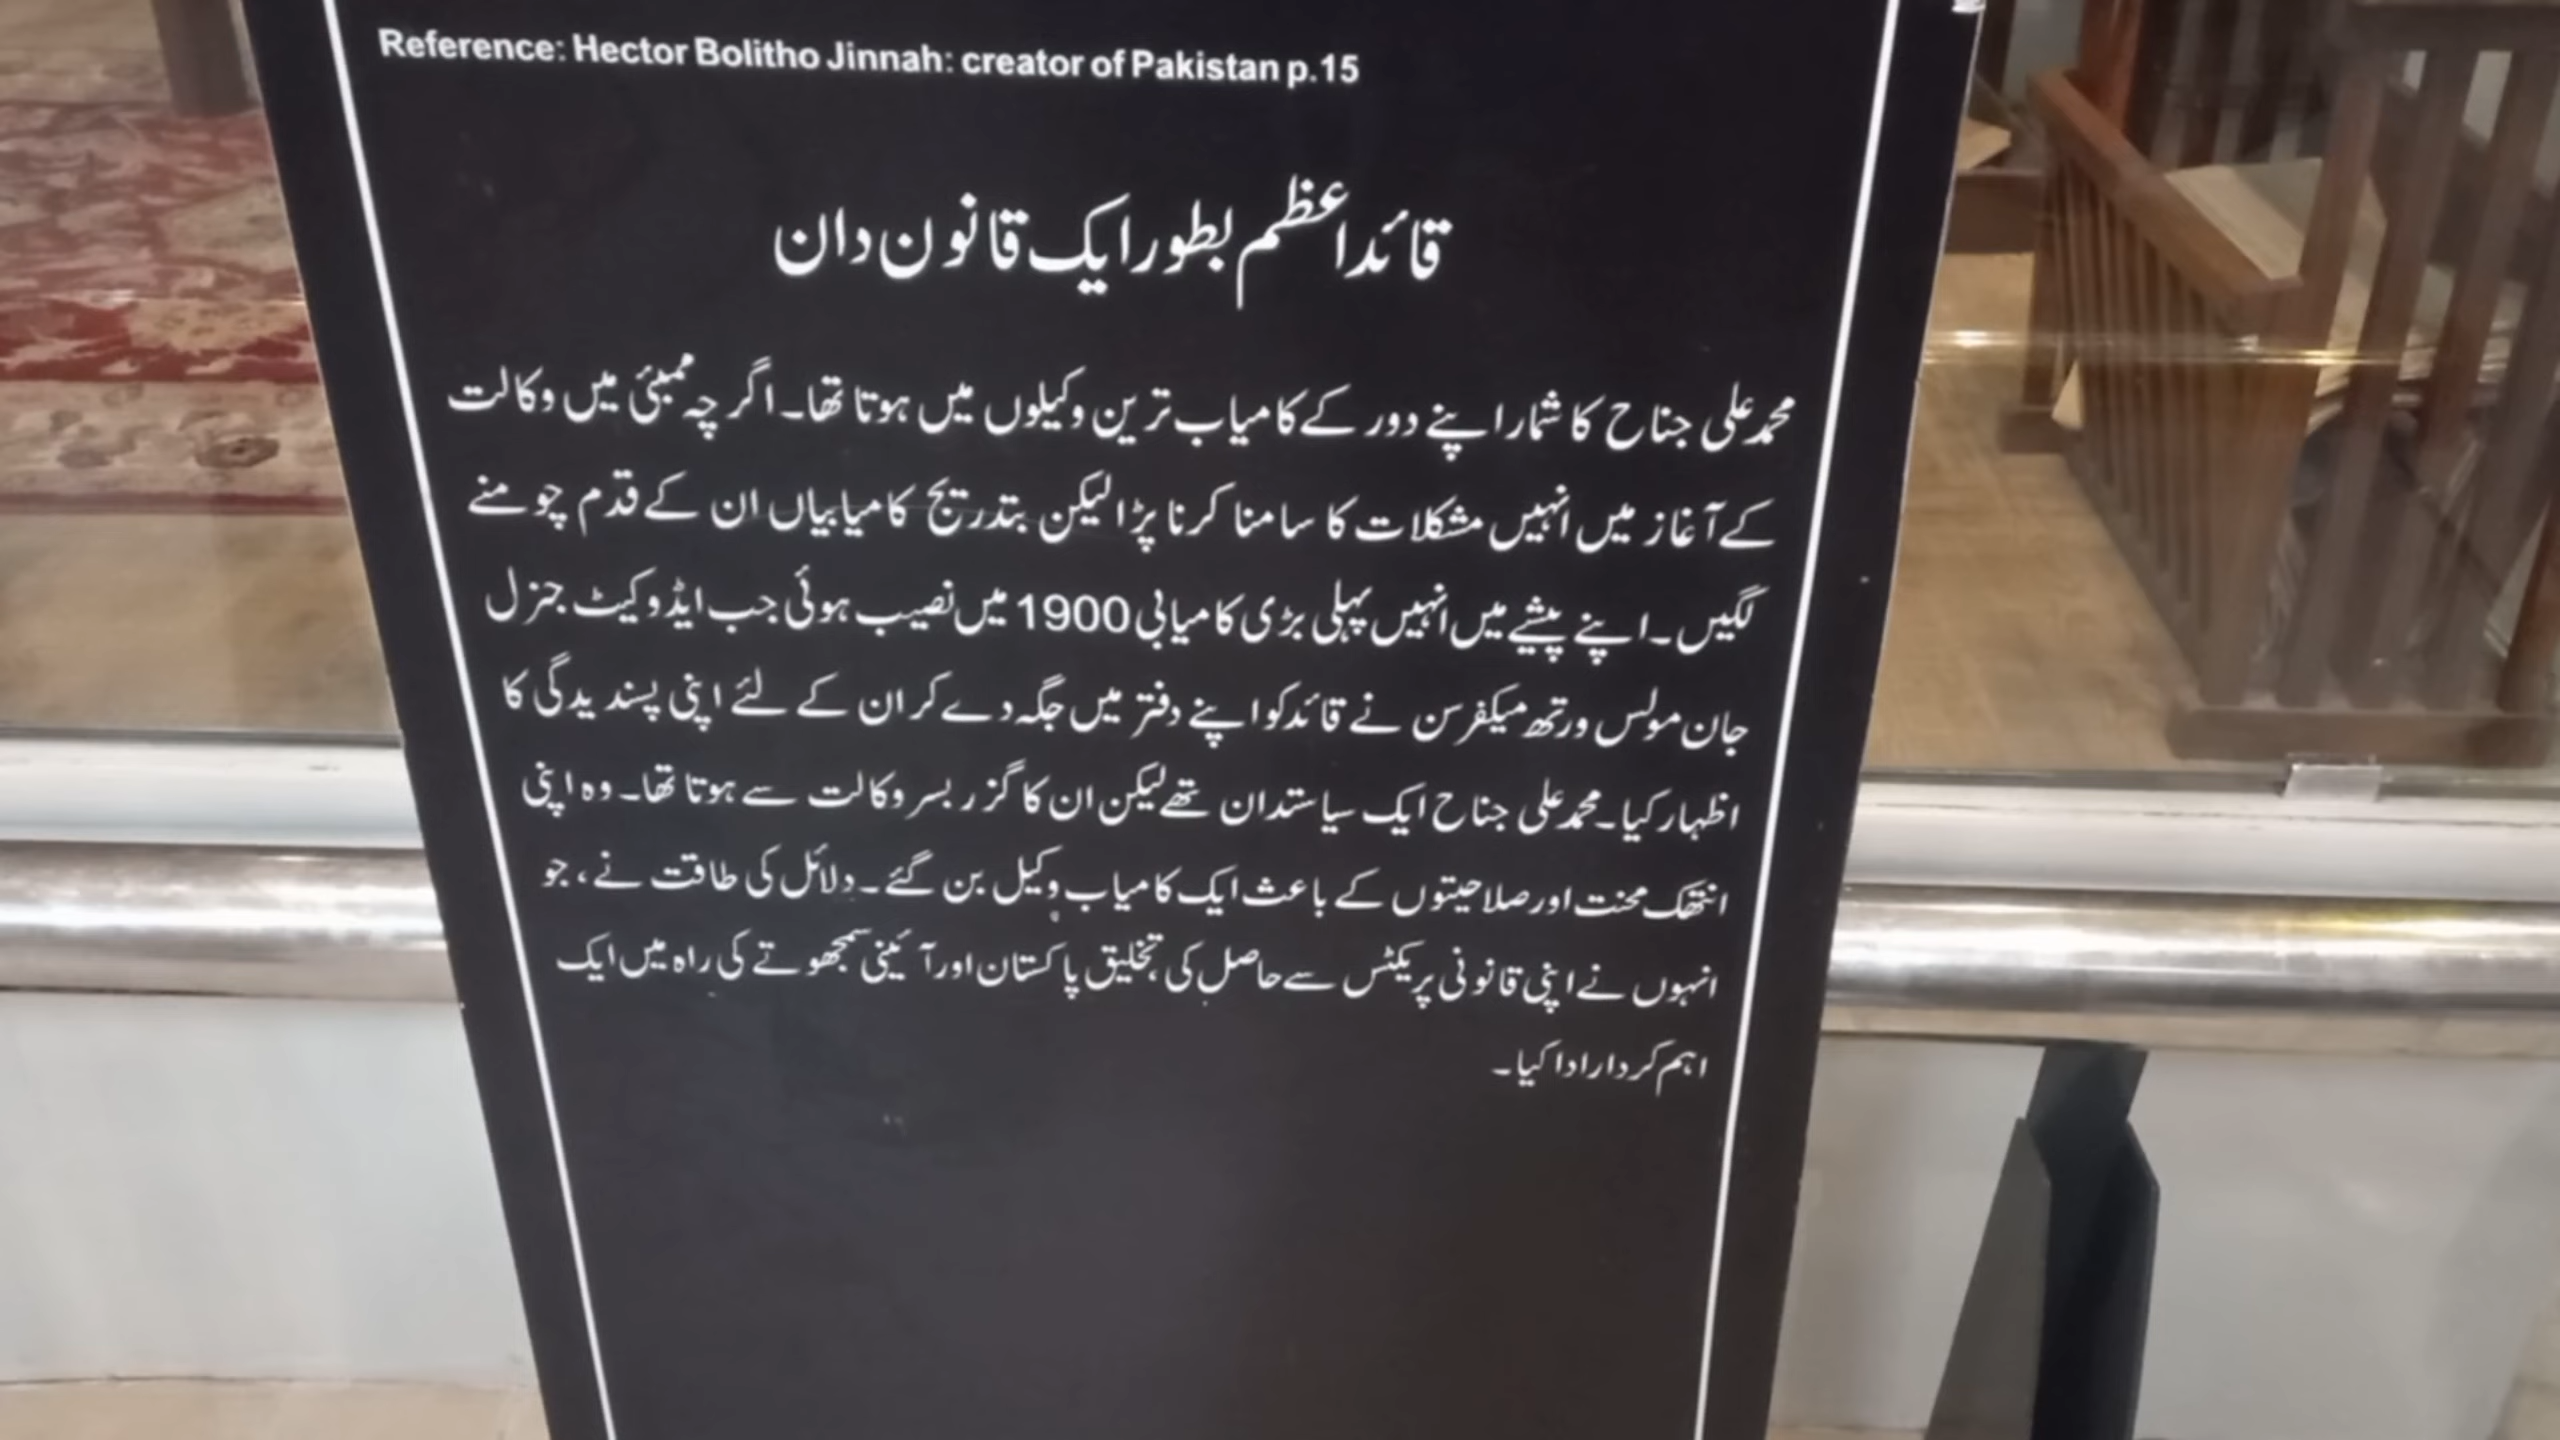 Reference: Hector Bolitho Jinnah: creator of Pakistan p.15
قائداعظم بطور ایک قانون دان
محمد علی جناح کا شمار اپنے دور کے کامیاب ترین وکیلوں میں ہوتا تھا۔ اگر چہ ممبئی میں وکالت
کے آغاز میں انہیں مشکلات کا سامنا کرنا پڑا لیکن بتدریج کامیابیاں ان کے قدم چومنے
لگیں۔ اپنے پیشے میں انہیں پہلی بڑی کامیابی 1900 میں نصیب ہوئی جب ایڈوکیٹ جنرل
جان مولس ورتھ میکفرسن نے قائد کو اپنے دفتر میں جگہ دے کر ان کے لئے اپنی پسندیدگی کا
اظہار کیا۔ محمد علی جناح ایک سیاستدان تھے لیکن ان کا گزر بسر وکالت سے ہوتا تھا۔ وہ اپنی
انتھک محنت اور صلاحیتوں کے باعث ایک کامیاب وکیل بن گئے۔ دلائل کی طاقت نے، جو
انہوں نے اپنی قانونی پریکٹس سے حاصل کی، تخلیق پاکستان اور آئینی سمجھوتے کی راہ میں ایک
اہم کردار ادا کیا۔